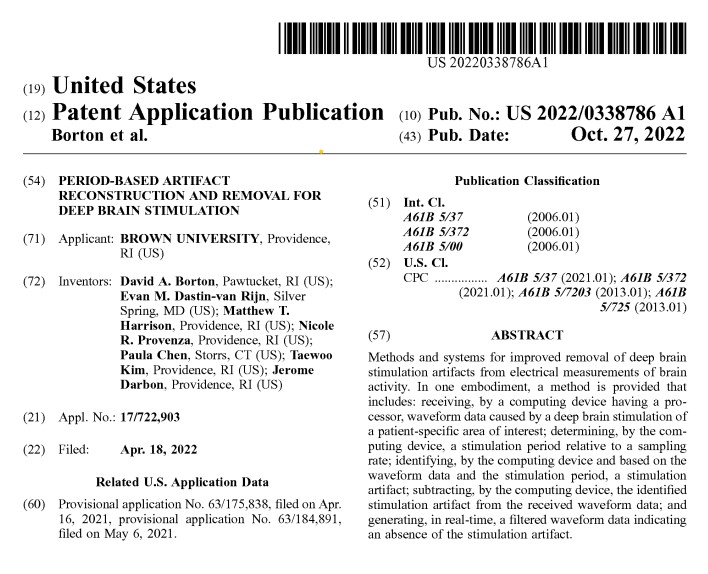 US 20220338786A1
(19) United States
(12) Patent Application Publication
Borton et al.
(10) Pub. No.: US 2022/0338786 A1
(43) Pub. Date: Oct. 27, 2022
(54) PERIOD-BASED ARTIFACT
RECONSTRUCTION AND REMOVAL FOR
DEEP BRAIN STIMULATION
(71) Applicant: BROWN UNIVERSITY, Providence,
RI (US)
(72) Inventors: David A. Borton, Pawtucket, RI (US);
Evan M. Dastin-van Rijn, Silver
Spring, MD (US); Matthew T.
Harrison, Providence, RI (US); Nicole
R. Provenza, Providence, RI (US);
Paula Chen, Storrs, CT (US); Taewoo
Kim, Providence, RI (US); Jerome
Darbon, Providence, RI (US)
(21) Appl. No.: 17/722,903
(22) Filed: Apr. 18, 2022
Related U.S. Application Data
(60) Provisional application No. 63/175,838, filed on Apr.
16, 2021, provisional application No. 63/184,891,
filed on May 6, 2021.
Publication Classification
(51) Int. Cl.
A61B 5/37 (2006.01)
A61B 5/372 (2006.01)
A61B 5/00 (2006.01)
(52) U.S. Cl.
CPC ................ A61B 5/37 (2021.01); A61B 5/372
(2021.01); A61B 5/7203 (2013.01); A61B
5/725 (2013.01)
(57) ABSTRACT
Methods and systems for improved removal of deep brain
stimulation artifacts from electrical measurements of brain
activity. In one embodiment, a method is provided that
includes: receiving, by a computing device having a pro-
cessor, waveform data caused by a deep brain stimulation of
a patient-specific area of interest; determining, by the com-
puting device, a stimulation period relative to a sampling
rate; identifying, by the computing device and based on the
waveform data and the stimulation period, a stimulation
artifact; subtracting, by the computing device, the identified
stimulation artifact from the received waveform data; and
generating, in real-time, a filtered waveform data indicating
an absence of the stimulation artifact.